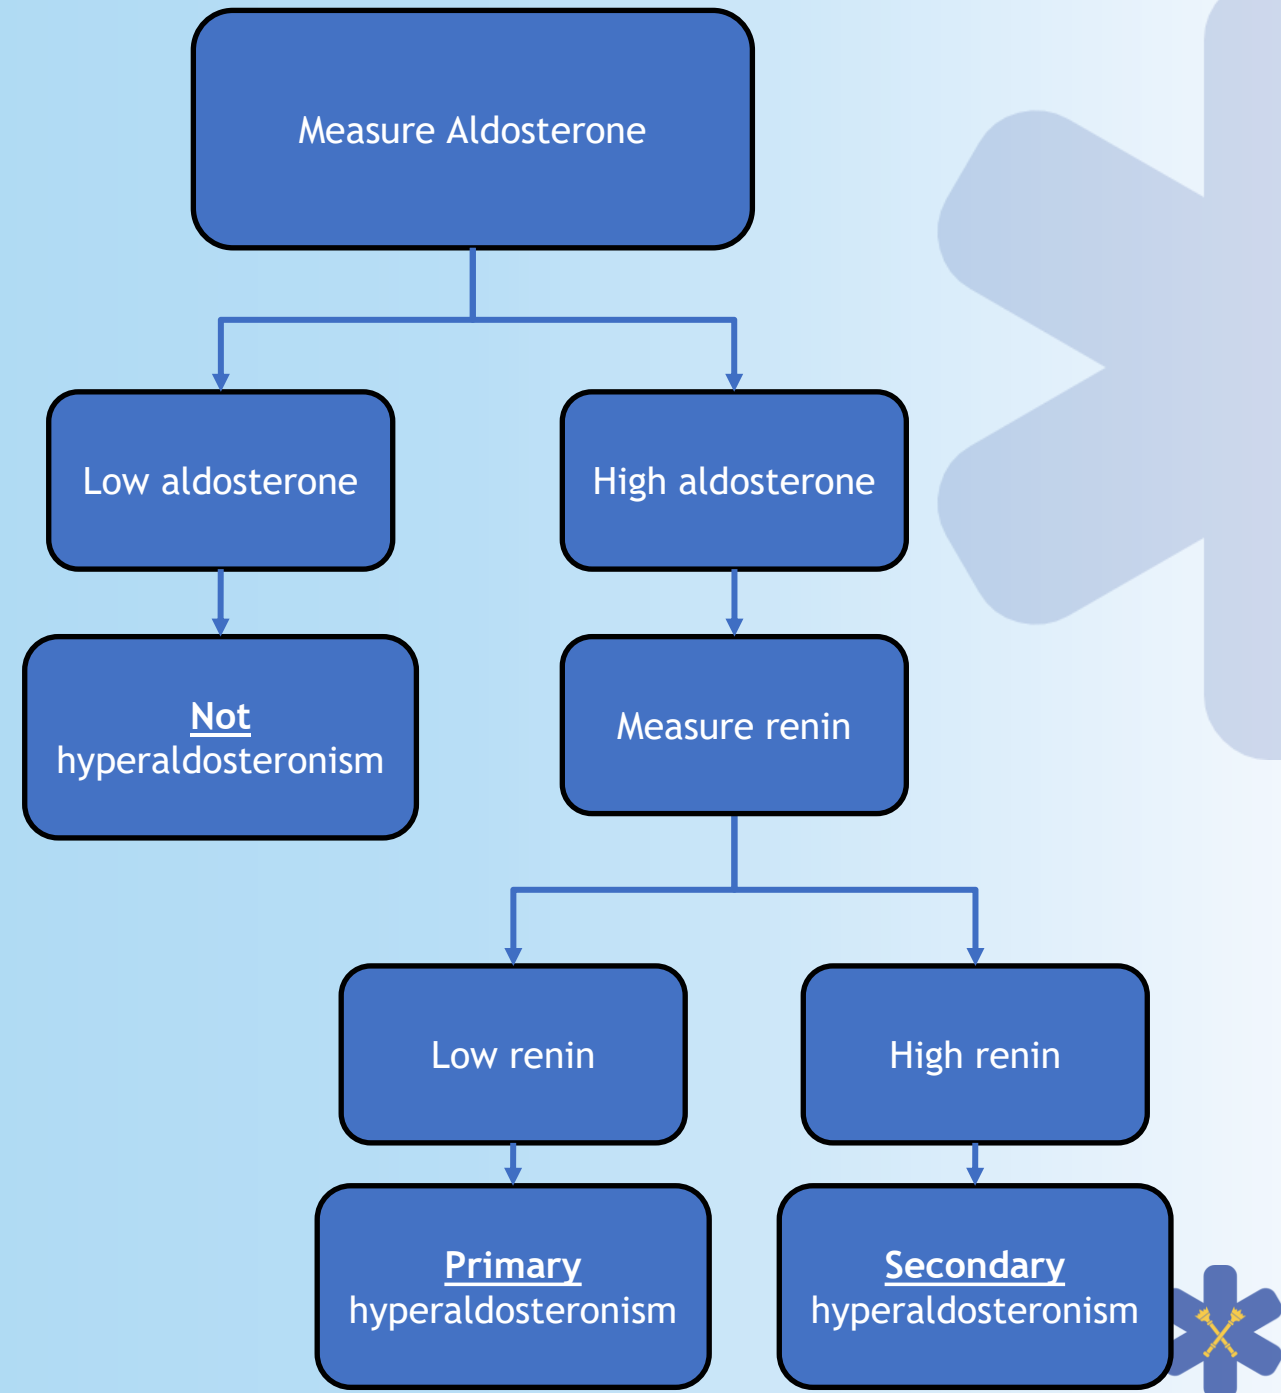 Measure Aldosterone
Low aldosterone
High aldosterone
Not
hyperaldosteronism
Measure renin
Low renin
High renin
Primary
hyperaldosteronism
Secondary
hyperaldosteronism